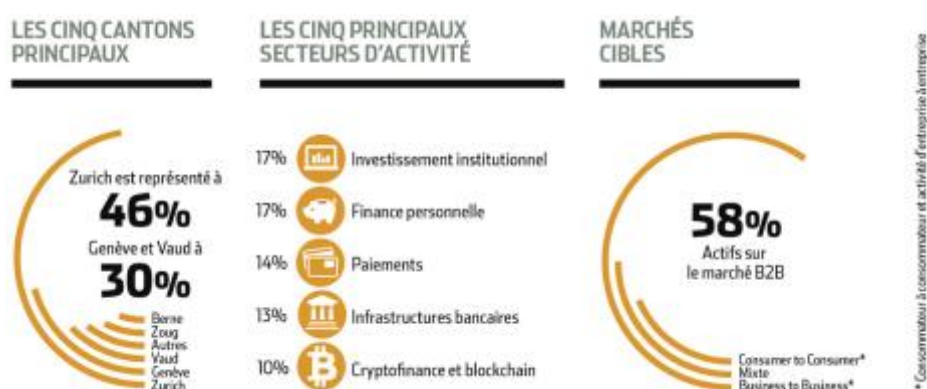 LES CINQ CANTONS
PRINCIPAUX
Zurich est représenté à
46%
Genève et Vaud à
30%
Berne
Zoug
Autres
Vaud
Genève
Zurich
LES CINQ PRINCIPAUX
SECTEURS D'ACTIVITÉ
17% Investissement institutionnel
17% Finance personnelle
14% Paiements
13% Infrastructures bancaires
10% Cryptofinance et blockchain
MARCHÉS
CIBLES
58%
Actifs sur
le marché B2B
Consumer to Consumer*
Mixte
Business to Business*
* Consommateur à consommateur et activité d'entreprise à entreprise